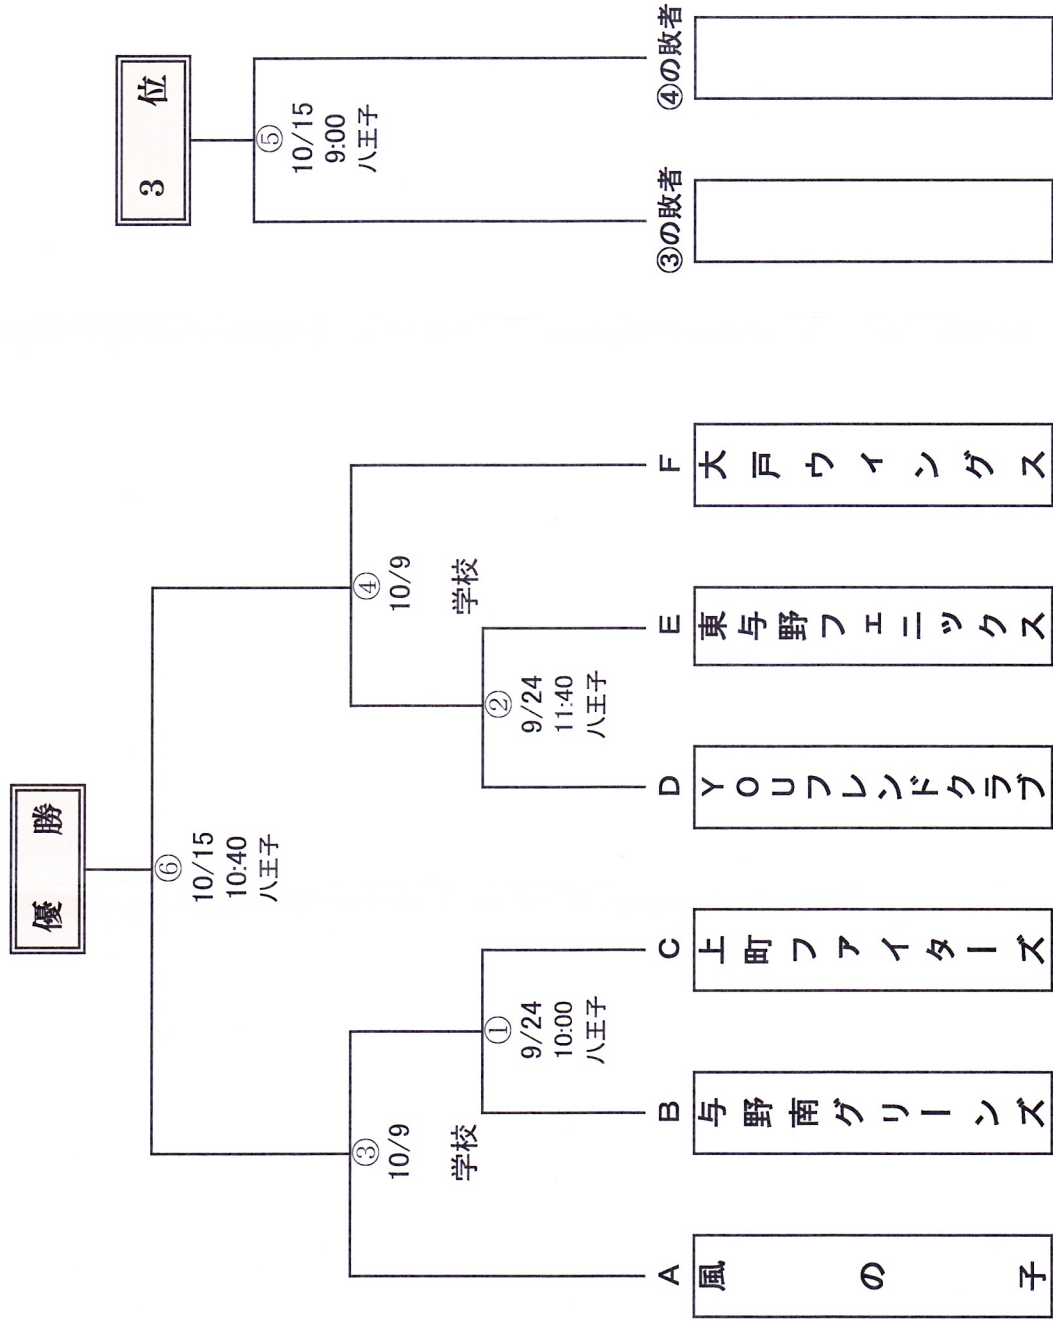 優　勝
⑥
10/15
10:40
八王子
③
10/9
学校
④
10/9
学校
①
9/24
10:00
八王子
②
9/24
11:40
八王子
A
B
C
D
E
F
風の子
与野南グリーンズ
上町ファイターズ
YOUフレンドクラブ
東与野フェニックス
大戸ウイングス
3　位
⑤
10/15
9:00
八王子
③の敗者
④の敗者